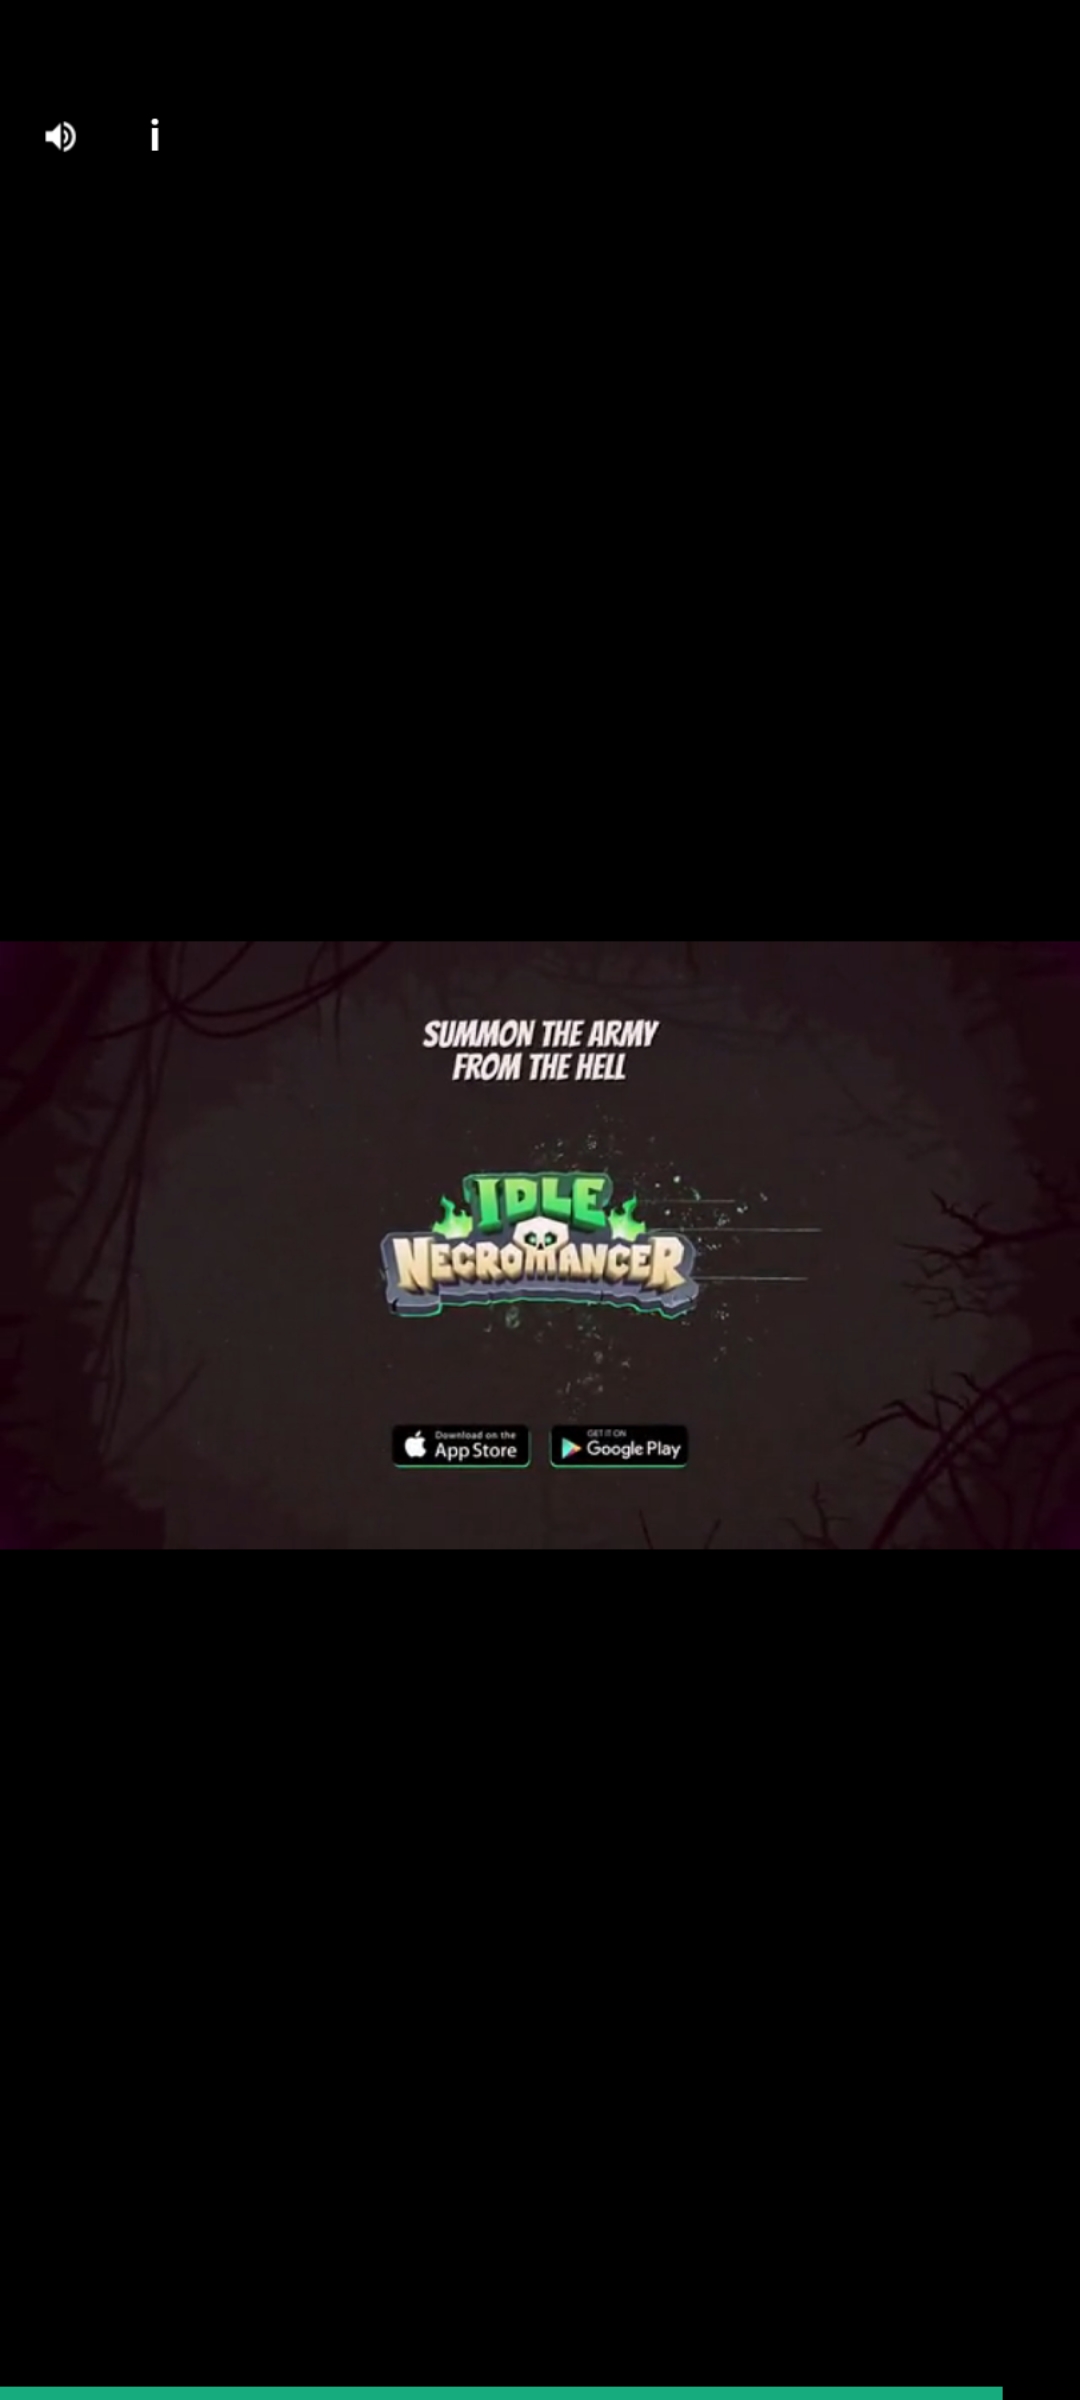 SUMMON THE ARMY
FROM THE HELL
IDLE
NECROMANCER
Download on the
App Store
GET IT ON
Google Play